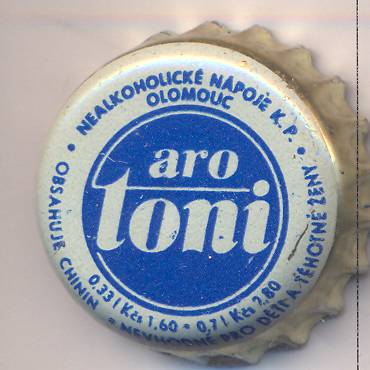 • NEALKOHOLICKÉ NÁPOJE K.P. •
OLOMOUC
aro
toni
0,33 l Kčs 1.60 • 0,7 l Kčs 2.80
OBSAHUJE CHININ • NEVHODNÉ PRO DĚTI A TĚHOTNÉ ŽENY